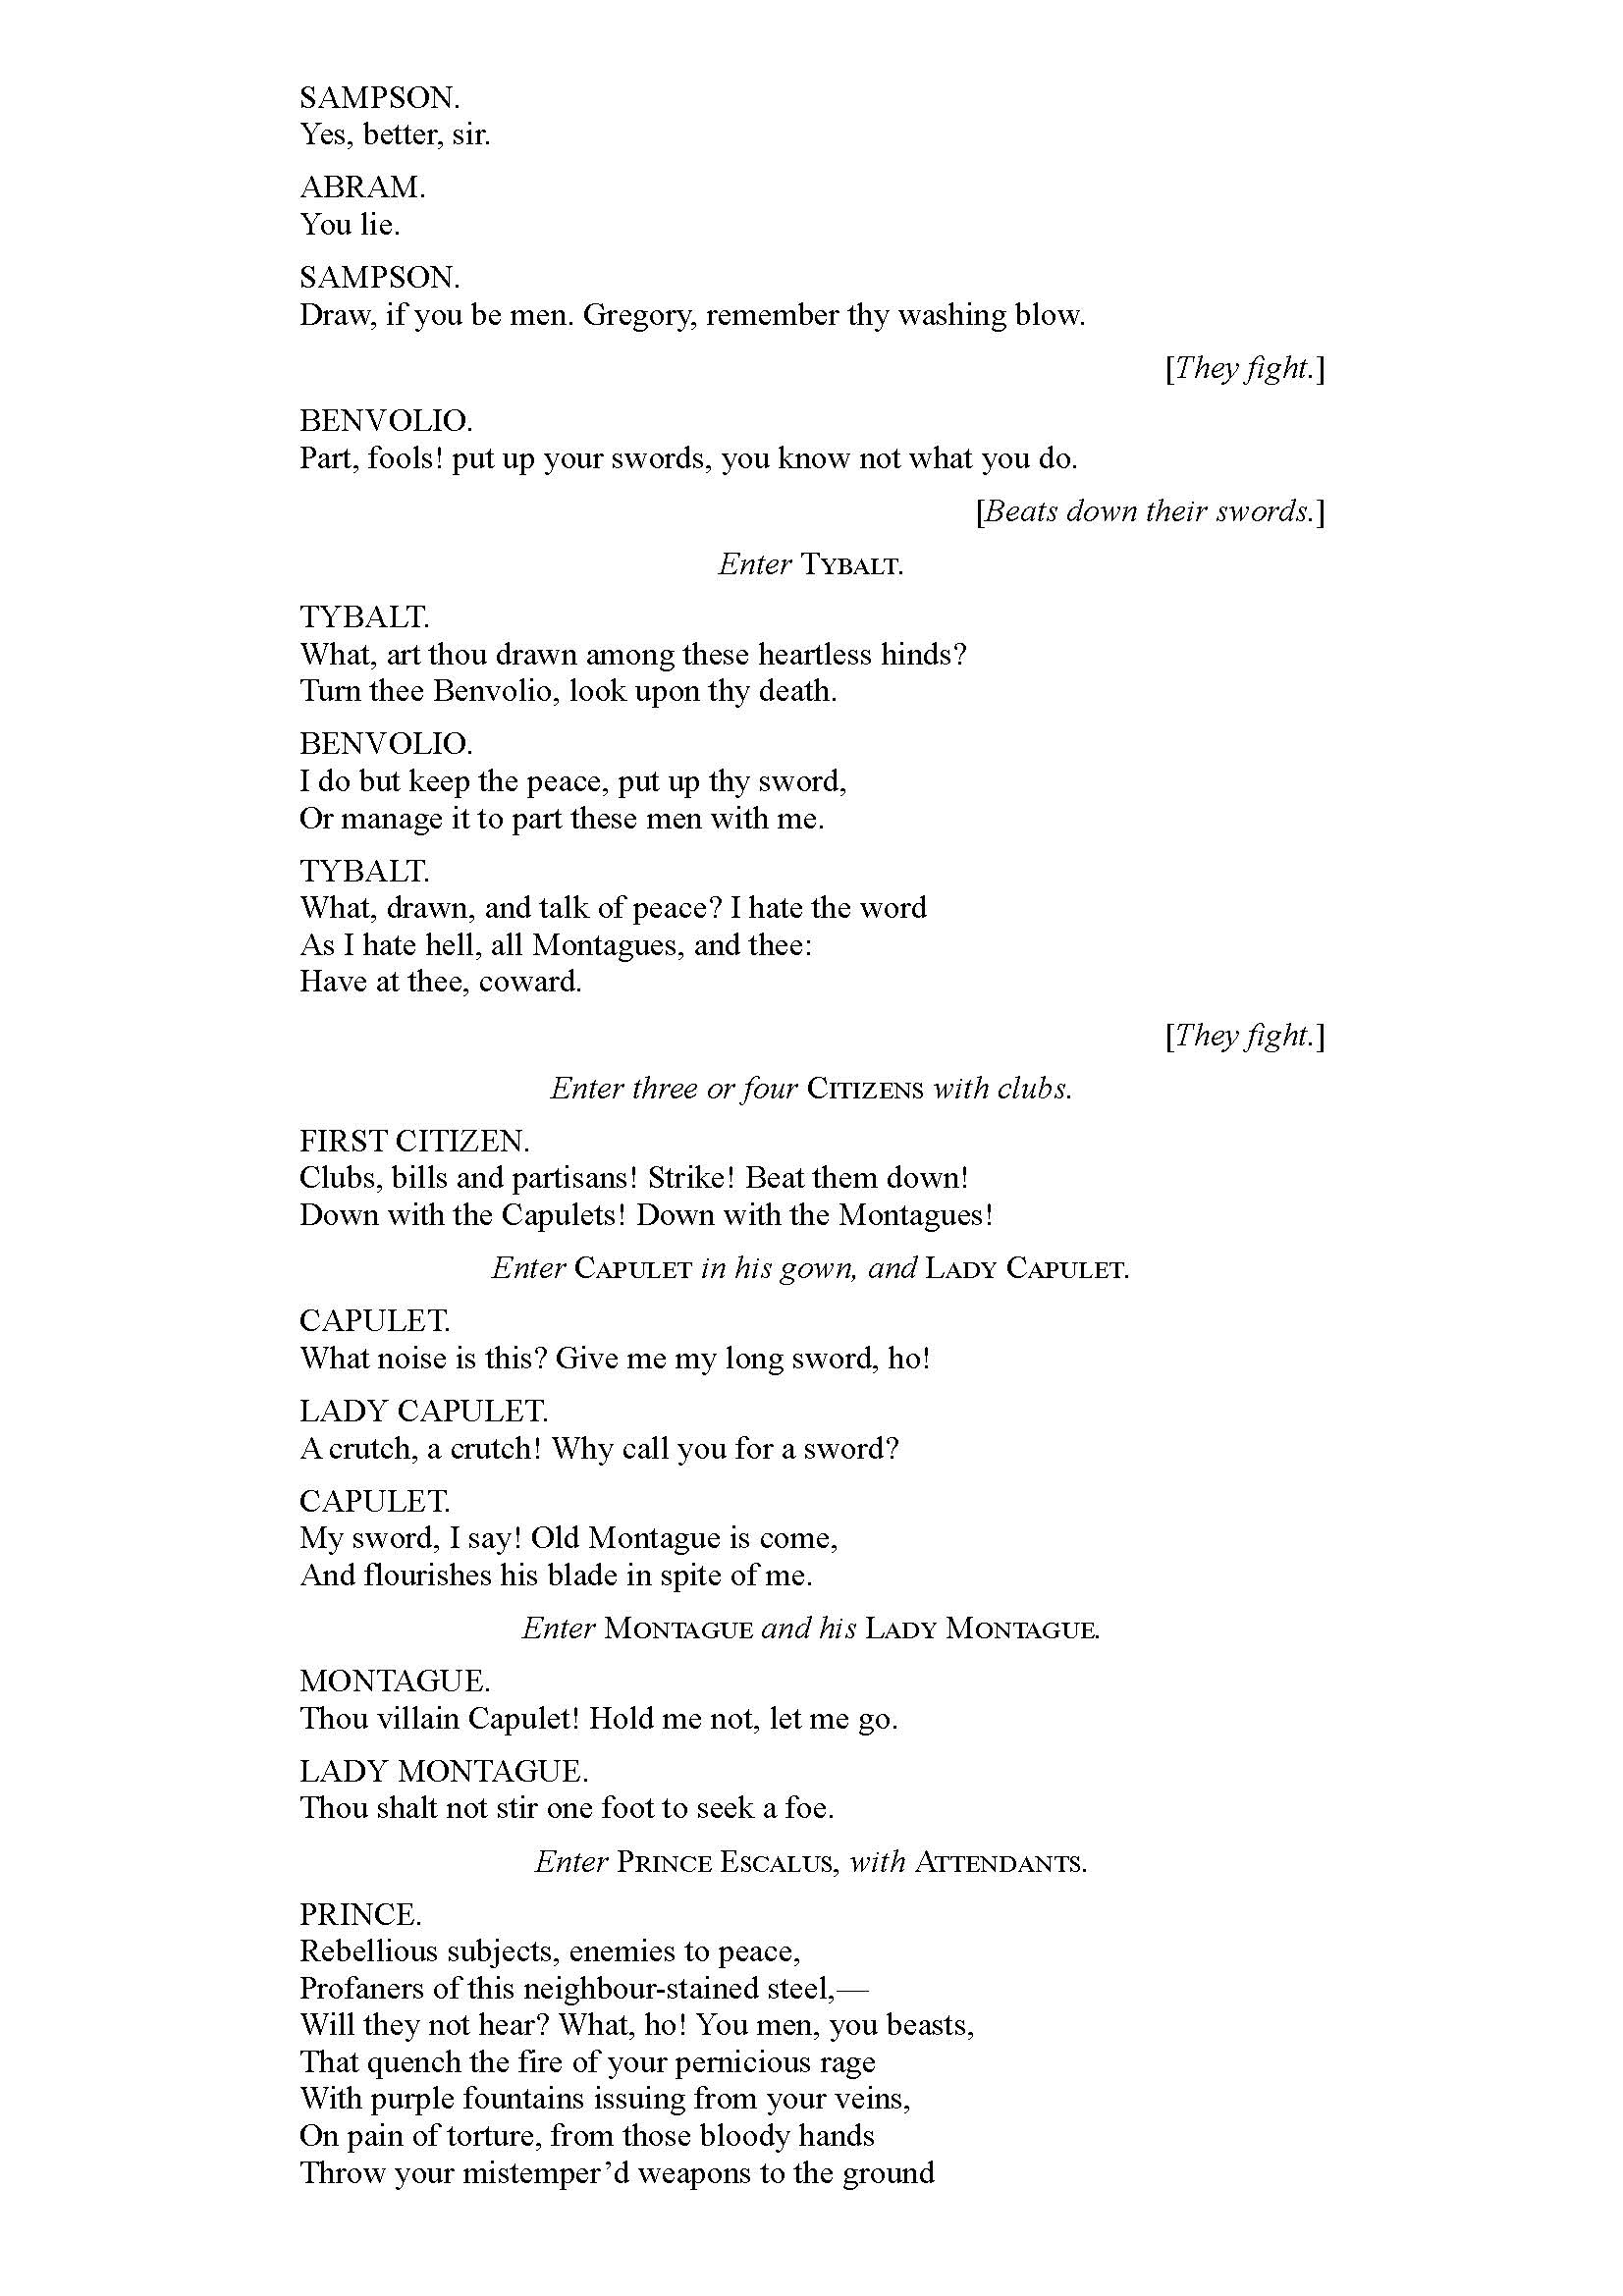 SAMPSON.
Yes, better, sir.
ABRAM.
You lie.
SAMPSON.
Draw, if you be men. Gregory, remember thy washing blow.
[They fight.]
BENVOLIO.
Part, fools! put up your swords, you know not what you do.
[Beats down their swords.]
Enter TYBALT.
TYBALT.
What, art thou drawn among these heartless hinds?
Turn thee Benvolio, look upon thy death.
BENVOLIO.
I do but keep the peace, put up thy sword,
Or manage it to part these men with me.
TYBALT.
What, drawn, and talk of peace? I hate the word
As I hate hell, all Montagues, and thee:
Have at thee, coward.
[They fight.]
Enter three or four CITIZENS with clubs.
FIRST CITIZEN.
Clubs, bills and partisans! Strike! Beat them down!
Down with the Capulets! Down with the Montagues!
Enter CAPULET in his gown, and LADY CAPULET.
CAPULET.
What noise is this? Give me my long sword, ho!
LADY CAPULET.
A crutch, a crutch! Why call you for a sword?
CAPULET.
My sword, I say! Old Montague is come,
And flourishes his blade in spite of me.
Enter MONTAGUE and his LADY MONTAGUE.
MONTAGUE.
Thou villain Capulet! Hold me not, let me go.
LADY MONTAGUE.
Thou shalt not stir one foot to seek a foe.
Enter PRINCE ESCALUS, with ATTENDANTS.
PRINCE.
Rebellious subjects, enemies to peace,
Profaners of this neighbour-stained steel,—
Will they not hear? What, ho! You men, you beasts,
That quench the fire of your pernicious rage
With purple fountains issuing from your veins,
On pain of torture, from those bloody hands
Throw your mistemper’d weapons to the ground